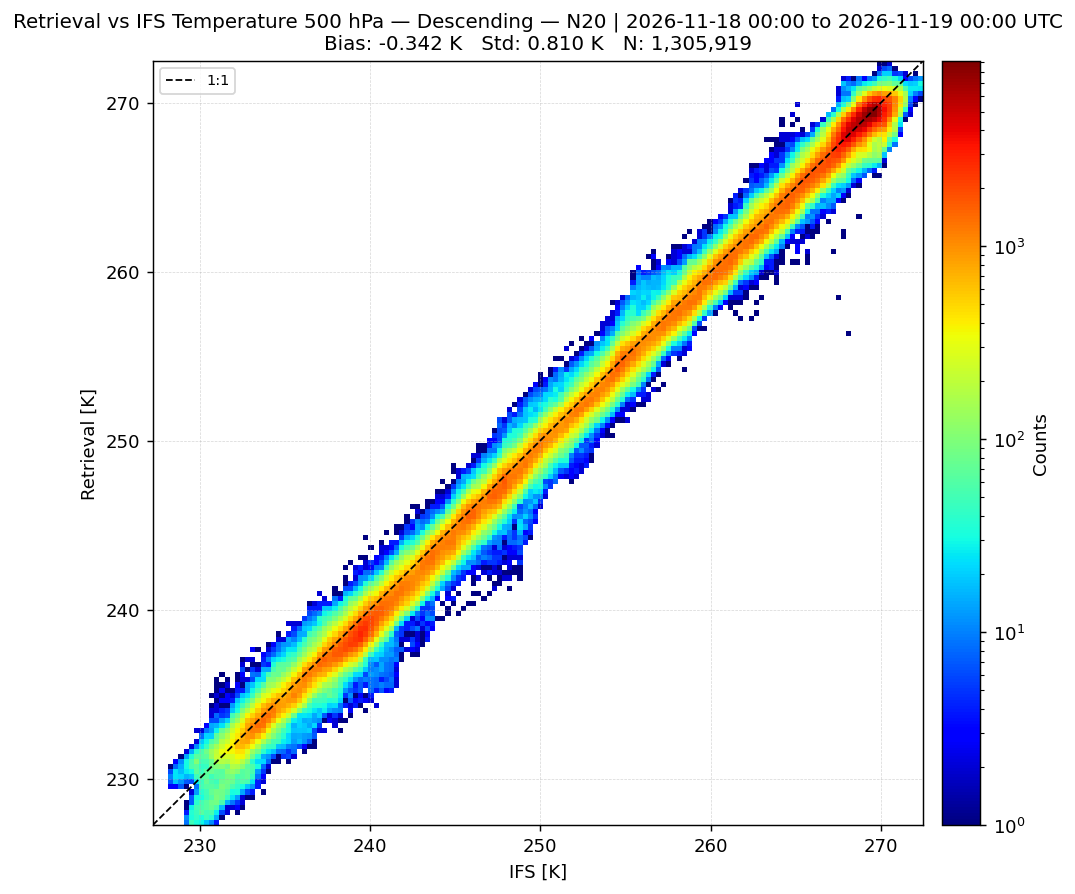 Retrieval vs IFS Temperature 500 hPa — Descending — N20 | 2026-11-18 00:00 to 2026-11-19 00:00 UTC
Bias: -0.342 K   Std: 0.810 K   N: 1,305,919
1:1
270
260
250
240
230
Retrieval [K]
230 240 250 260 270
IFS [K]
10³
10²
10¹
10⁰
Counts